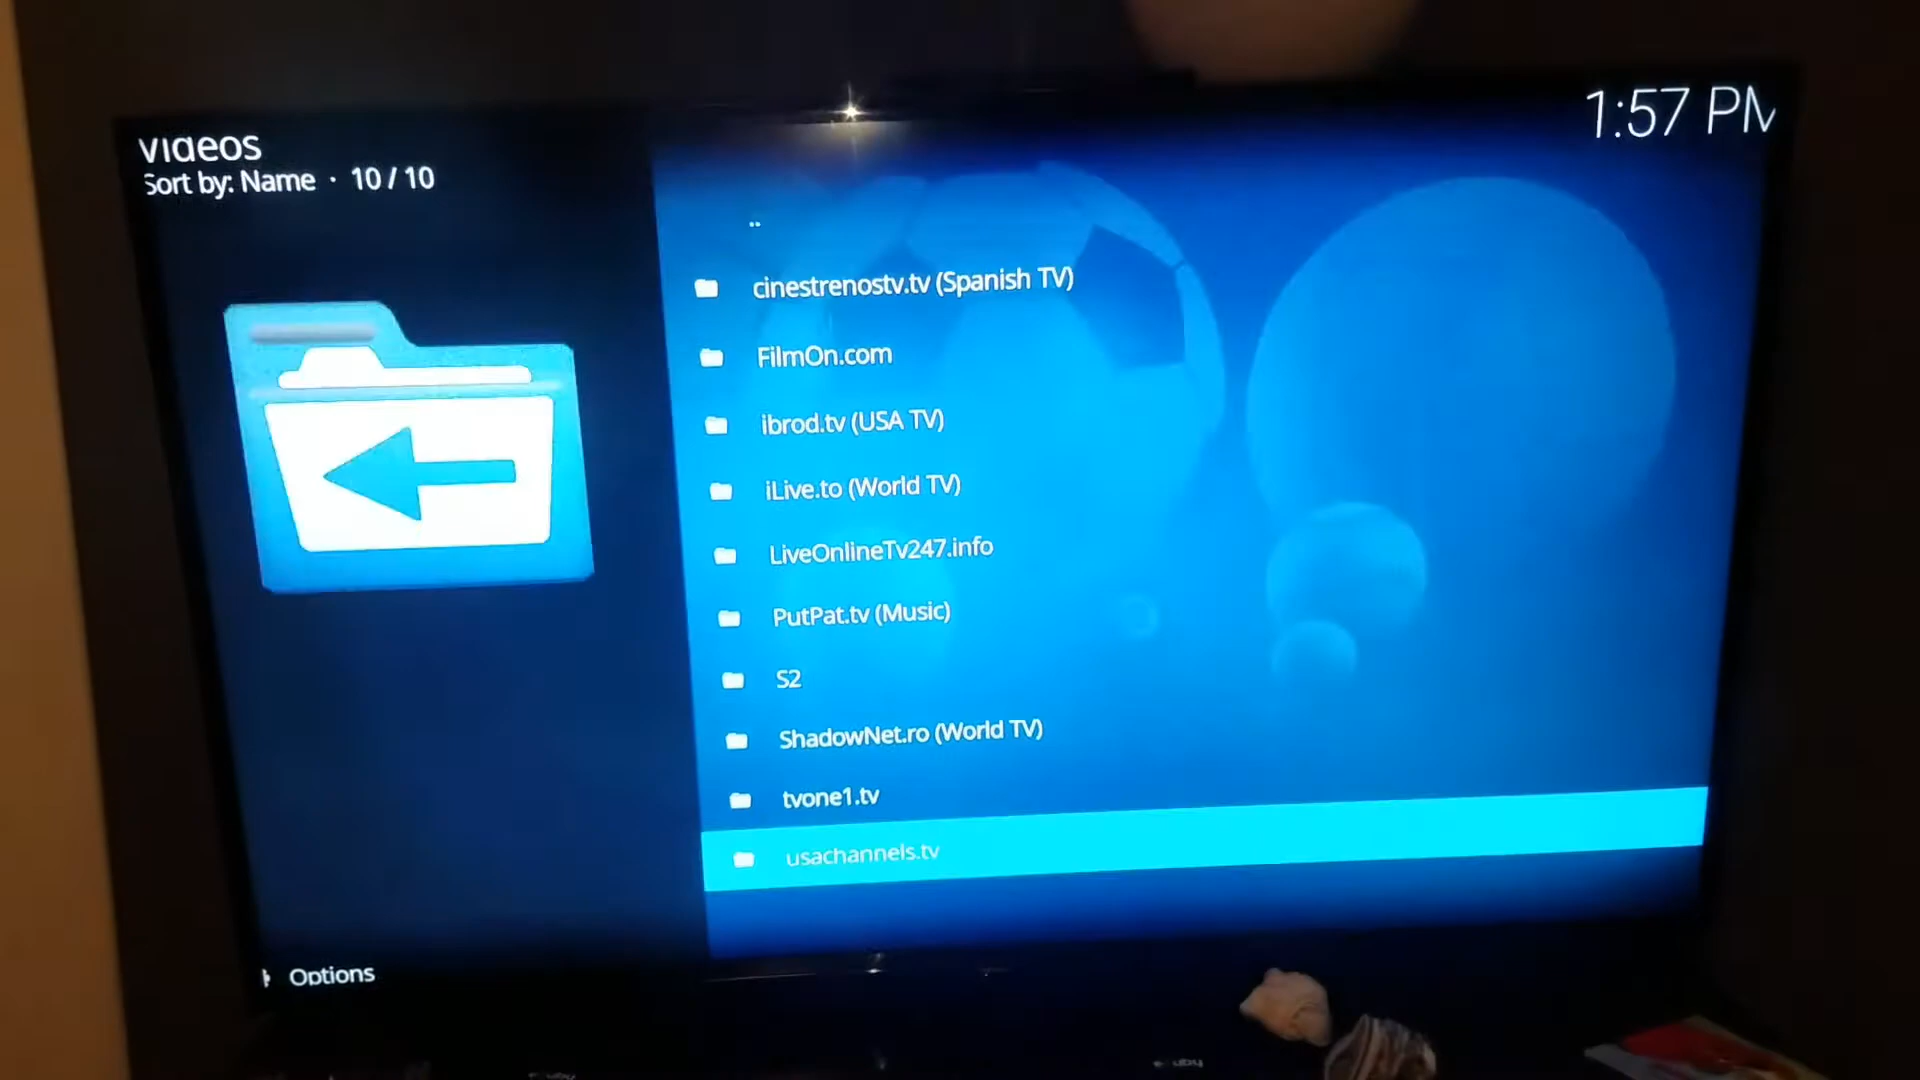 Videos
Sort by: Name · 10 / 10
1:57 PM
..
cinestrenostv.tv (Spanish TV)
FilmOn.com
ibrod.tv (USA TV)
iLive.to (World TV)
LiveOnlineTv247.info
PutPat.tv (Music)
S2
ShadowNet.ro (World TV)
tvone1.tv
usachannels.tv
Options